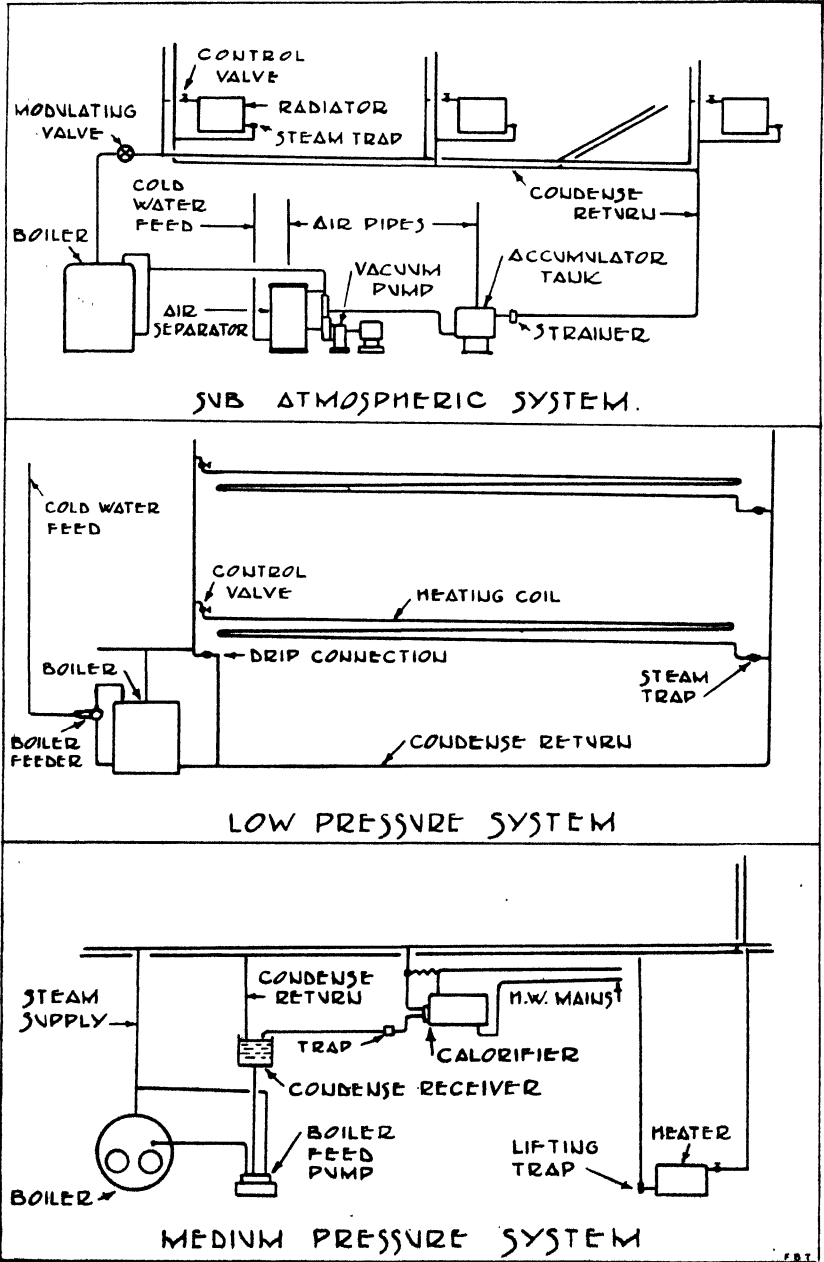 CONTROL
VALVE
MODULATING
VALVE
RADIATOR
STEAM TRAP
COLD
WATER
FEED
CONDENSE
RETURN
BOILER
AIR PIPES
VACUUM
PUMP
ACCUMULATOR
TANK
AIR
SEPARATOR
STRAINER
SUB ATMOSPHERIC SYSTEM.
COLD WATER
FEED
CONTROL
VALVE
HEATING COIL
DRIP CONNECTION
BOILER
STEAM
TRAP
BOILER
FEEDER
CONDENSE RETURN
LOW PRESSURE SYSTEM
STEAM
SUPPLY
CONDENSE
RETURN
H.W. MAINS
TRAP
CALORIFIER
CONDENSE RECEIVER
BOILER
FEED
PUMP
LIFTING
TRAP
HEATER
BOILER
MEDIUM PRESSURE SYSTEM
F.B.T.